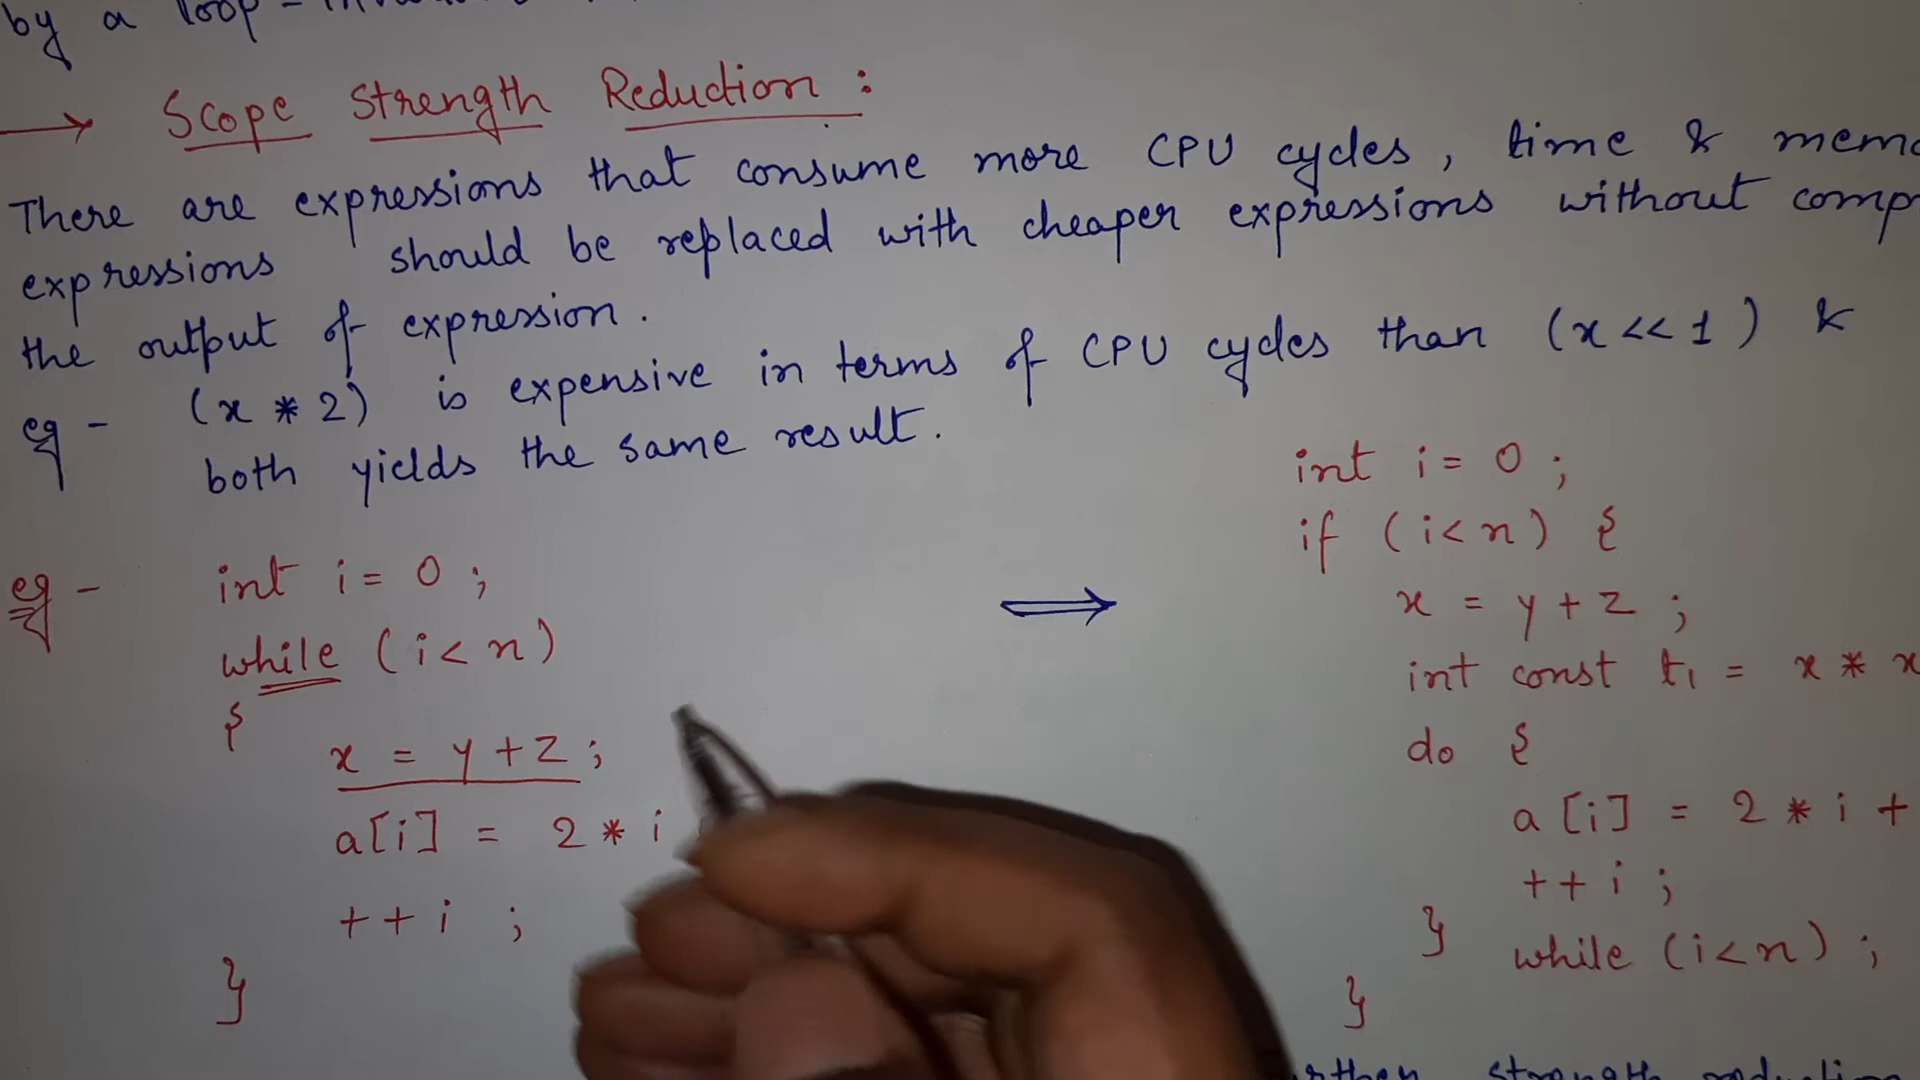 by a loop-
→ Scope Strength Reduction :
There are expressions that consume more CPU cycles, time &
expressions should be replaced with cheaper expressions without
the output of expression.
eg - (x * 2) is expensive in terms of CPU cycles than (x << 1) &
both yields the same result.
eg - int i = 0 ;
while (i < n)
{
x = y + z ;
a[i] = 2 * i
++i ;
}
⇒
int i = 0 ;
if (i < n) {
x = y + z ;
int const t1 = x * x
do {
a [i] = 2 * i +
++i ;
} while (i < n) ;
}
strength